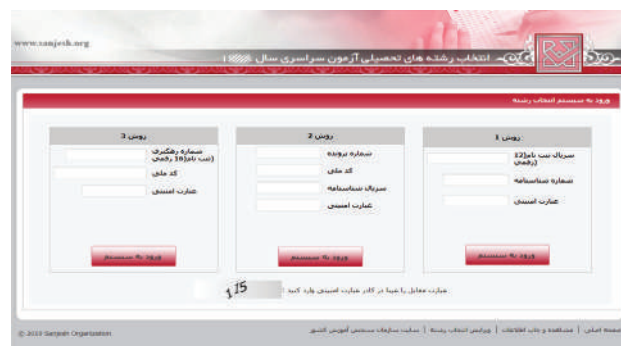 www.sanjesh.org
انتخاب رشته های تحصیلی آزمون سراسری سال
ورود به سیستم انتخاب رشته
روش 1
سریال ثبت نام(12 رقمی)
شماره شناسنامه
عبارت امنیتی
ورود به سیستم
روش 2
شماره پرونده
کد ملی
سریال شناسنامه
عبارت امنیتی
ورود به سیستم
روش 3
شماره رهگیری
(ثبت نام(16 رقمی
کد ملی
عبارت امنیتی
ورود به سیستم
عبارت مقابل را عینا در کادر عبارت امنیتی وارد کنید :
صفحه اصلی | مشاهده و چاپ اطلاعات | ویرایش انتخاب رشته | سایت سازمان سنجش آموزش کشور
© 2010 Sanjesh Organization